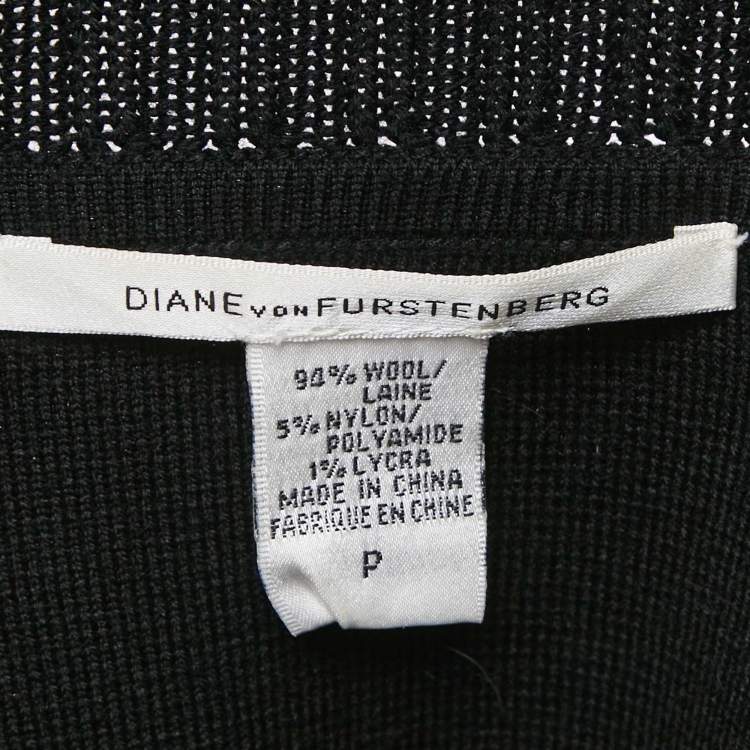 DIANE VON FURSTENBERG
94% WOOL/
LAINE
5% NYLON/
POLYAMIDE
1% LYCRA
MADE IN CHINA
FABRIQUE EN CHINE
P